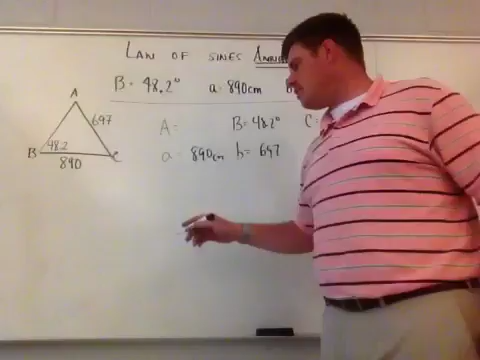 LAW OF SINES
B = 48.2° a = 890cm b
A = B = 48.2° C =
a = 890cm b = 697
A
697
B 48.2 C
890